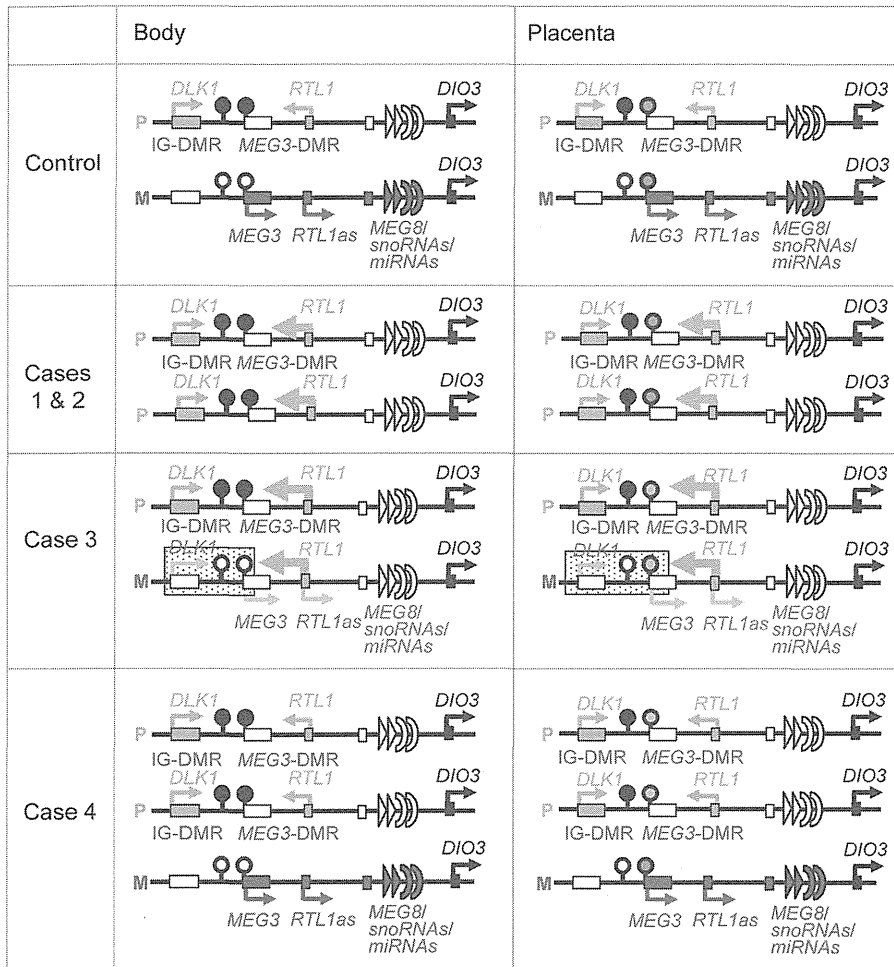 Body
Placenta
Control
DLK1 RTL1 DIO3
P
IG-DMR MEG3-DMR DIO3
M
MEG3 RTL1as MEG8/
snoRNAs/
miRNAs
DLK1 RTL1 DIO3
P
IG-DMR MEG3-DMR DIO3
M
MEG3 RTL1as MEG8/
snoRNAs/
miRNAs
Cases
1 & 2
DLK1 RTL1 DIO3
P
IG-DMR MEG3-DMR
DLK1 RTL1 DIO3
P
DLK1 RTL1 DIO3
P
IG-DMR MEG3-DMR
DLK1 RTL1 DIO3
P
Case 3
DLK1 RTL1 DIO3
P
IG-DMR MEG3-DMR
DLK1 RTL1 DIO3
M
MEG3 RTL1as MEG8/
snoRNAs/
miRNAs
DLK1 RTL1 DIO3
P
IG-DMR MEG3-DMR
DLK1 RTL1 DIO3
M
MEG3 RTL1as MEG8/
snoRNAs/
miRNAs
Case 4
DLK1 RTL1 DIO3
P
MEG3-DMR
DLK1 RTL1 DIO3
P
IG-DMR MEG3-DMR DIO3
M
MEG3 RTL1as MEG8/
snoRNAs/
miRNAs
DLK1 RTL1 DIO3
P
MEG3-DMR
DLK1 RTL1 DIO3
P
IG-DMR MEG3-DMR DIO3
M
MEG3 RTL1as MEG8/
snoRNAs/
miRNAs